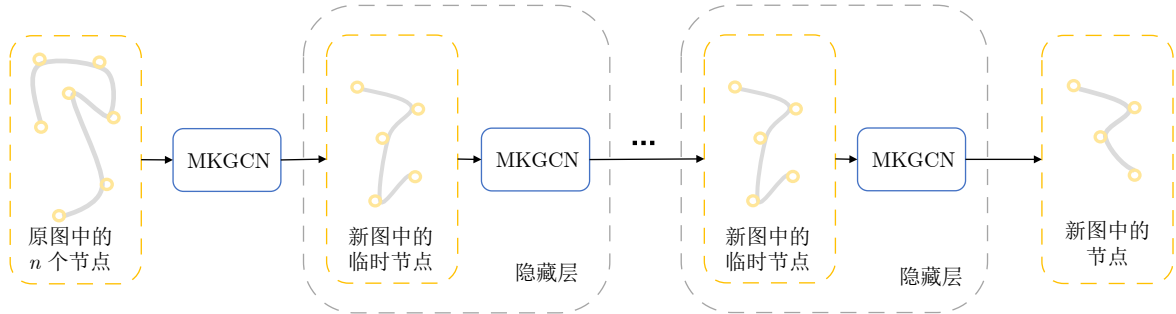 原图中的
n 个节点
MKGCN
新图中的
临时节点
MKGCN
隐藏层
...
新图中的
临时节点
MKGCN
隐藏层
新图中的
节点